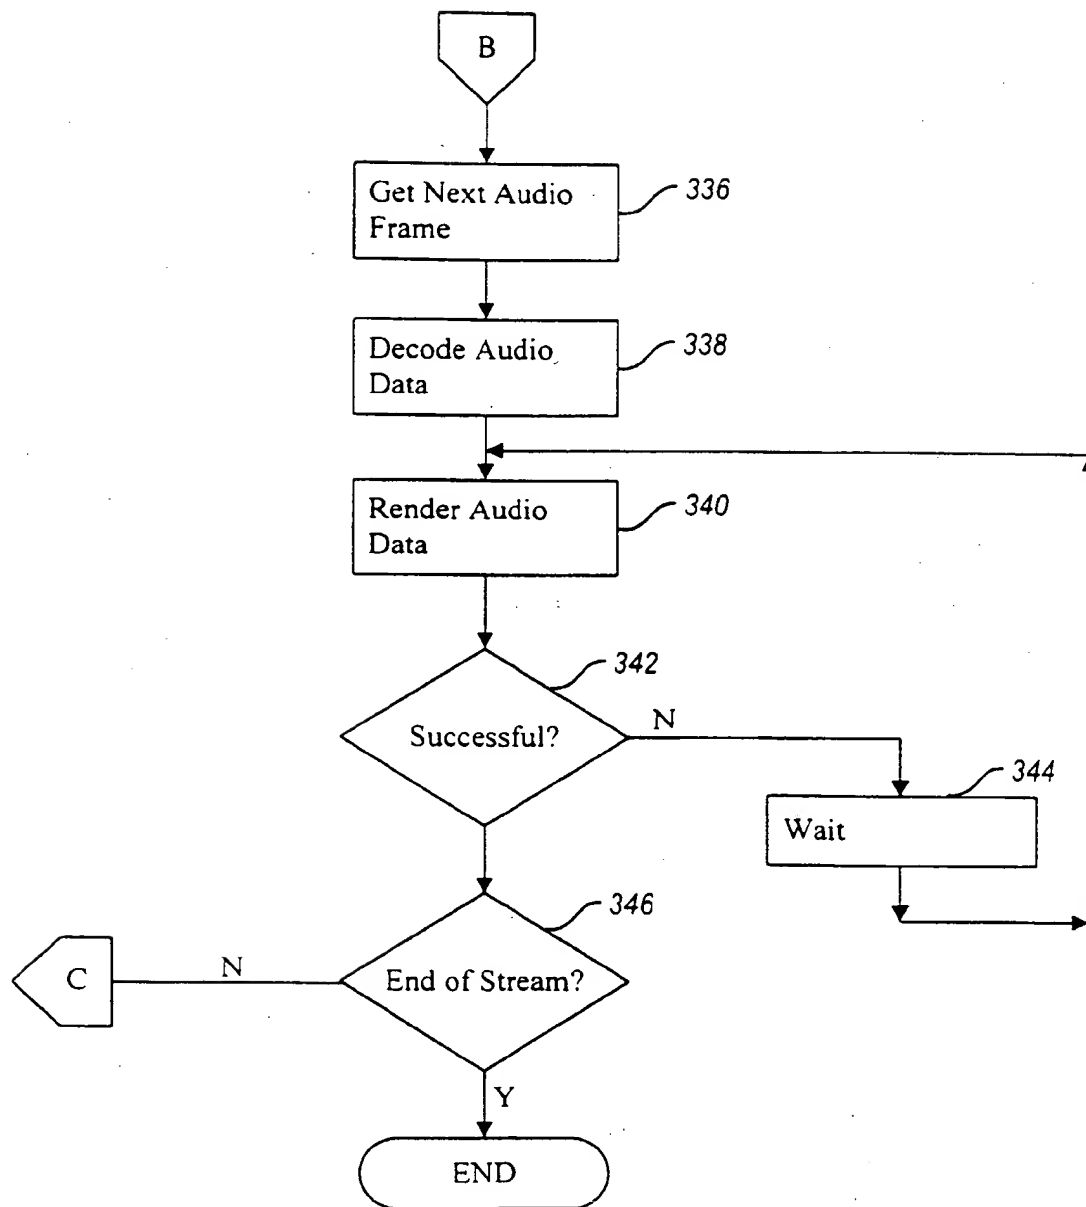 B
Get Next Audio
Frame
336
Decode Audio
Data
338
Render Audio
Data
340
342
Successful?
N
344
Wait
346
End of Stream?
N
C
Y
END